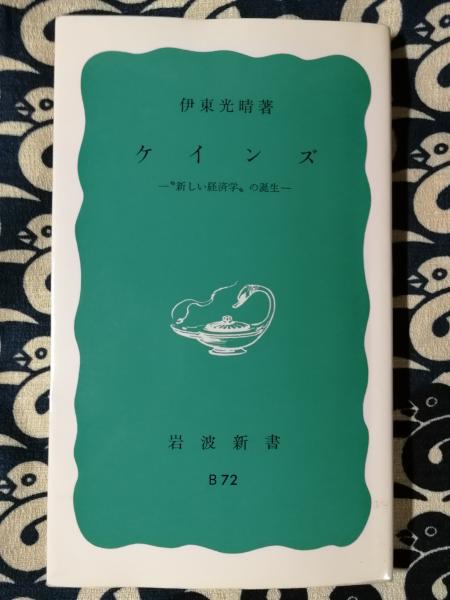 伊東光晴著
ケインズ
—〝新しい経済学〟の誕生—
岩波新書
B 72